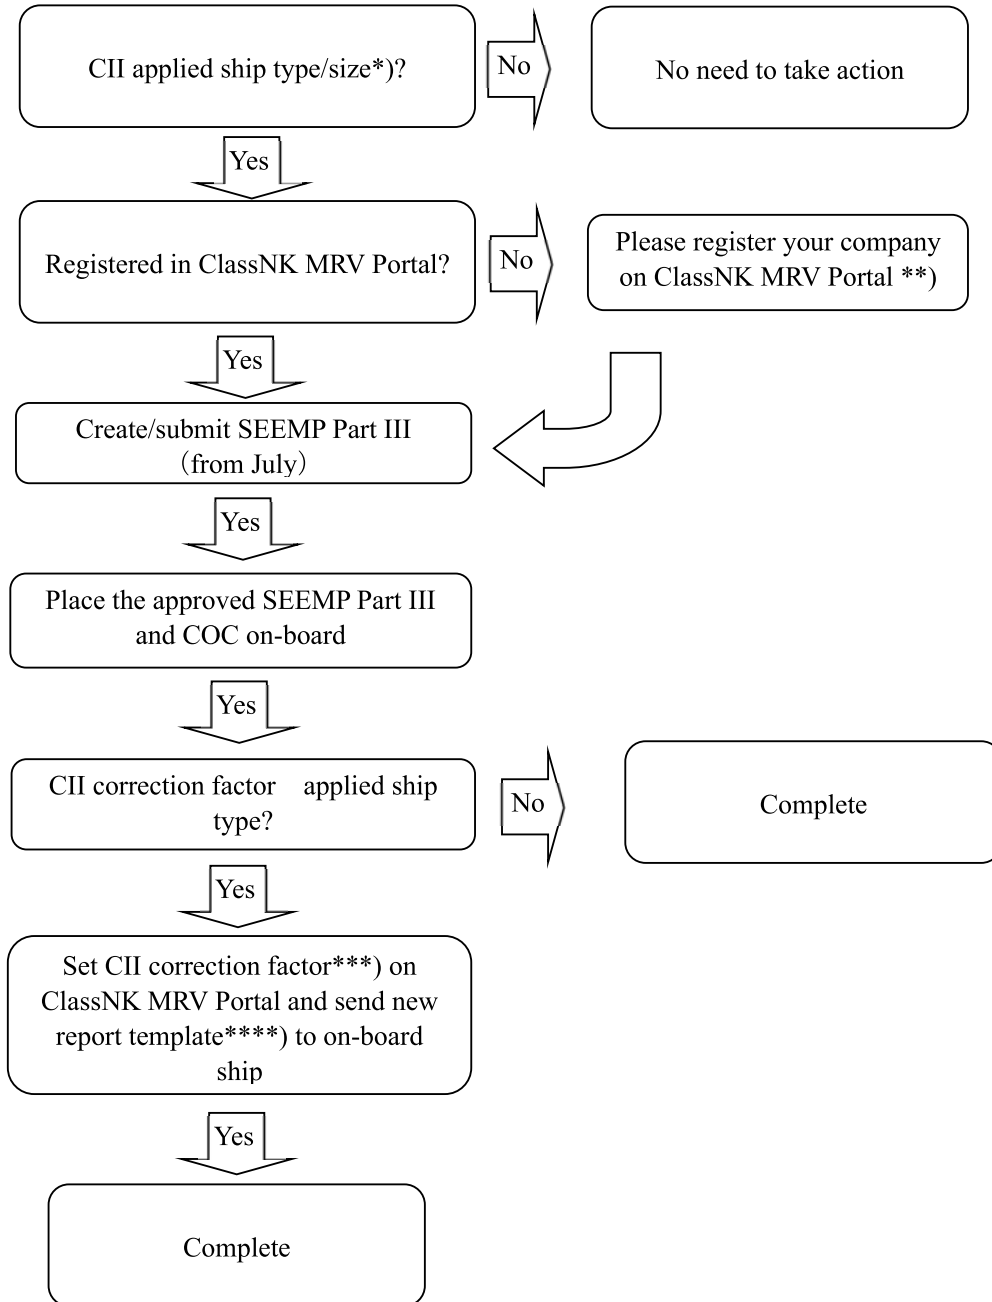 CII applied ship type/size*)?
No
No need to take action
Yes
Registered in ClassNK MRV Portal?
No
Please register your company
on ClassNK MRV Portal **)
Yes
Create/submit SEEMP Part III
（from July）
Yes
Place the approved SEEMP Part III
and COC on-board
Yes
CII correction factor　applied ship
type?
No
Complete
Yes
Set CII correction factor***) on
ClassNK MRV Portal and send new
report template****) to on-board
ship
Yes
Complete